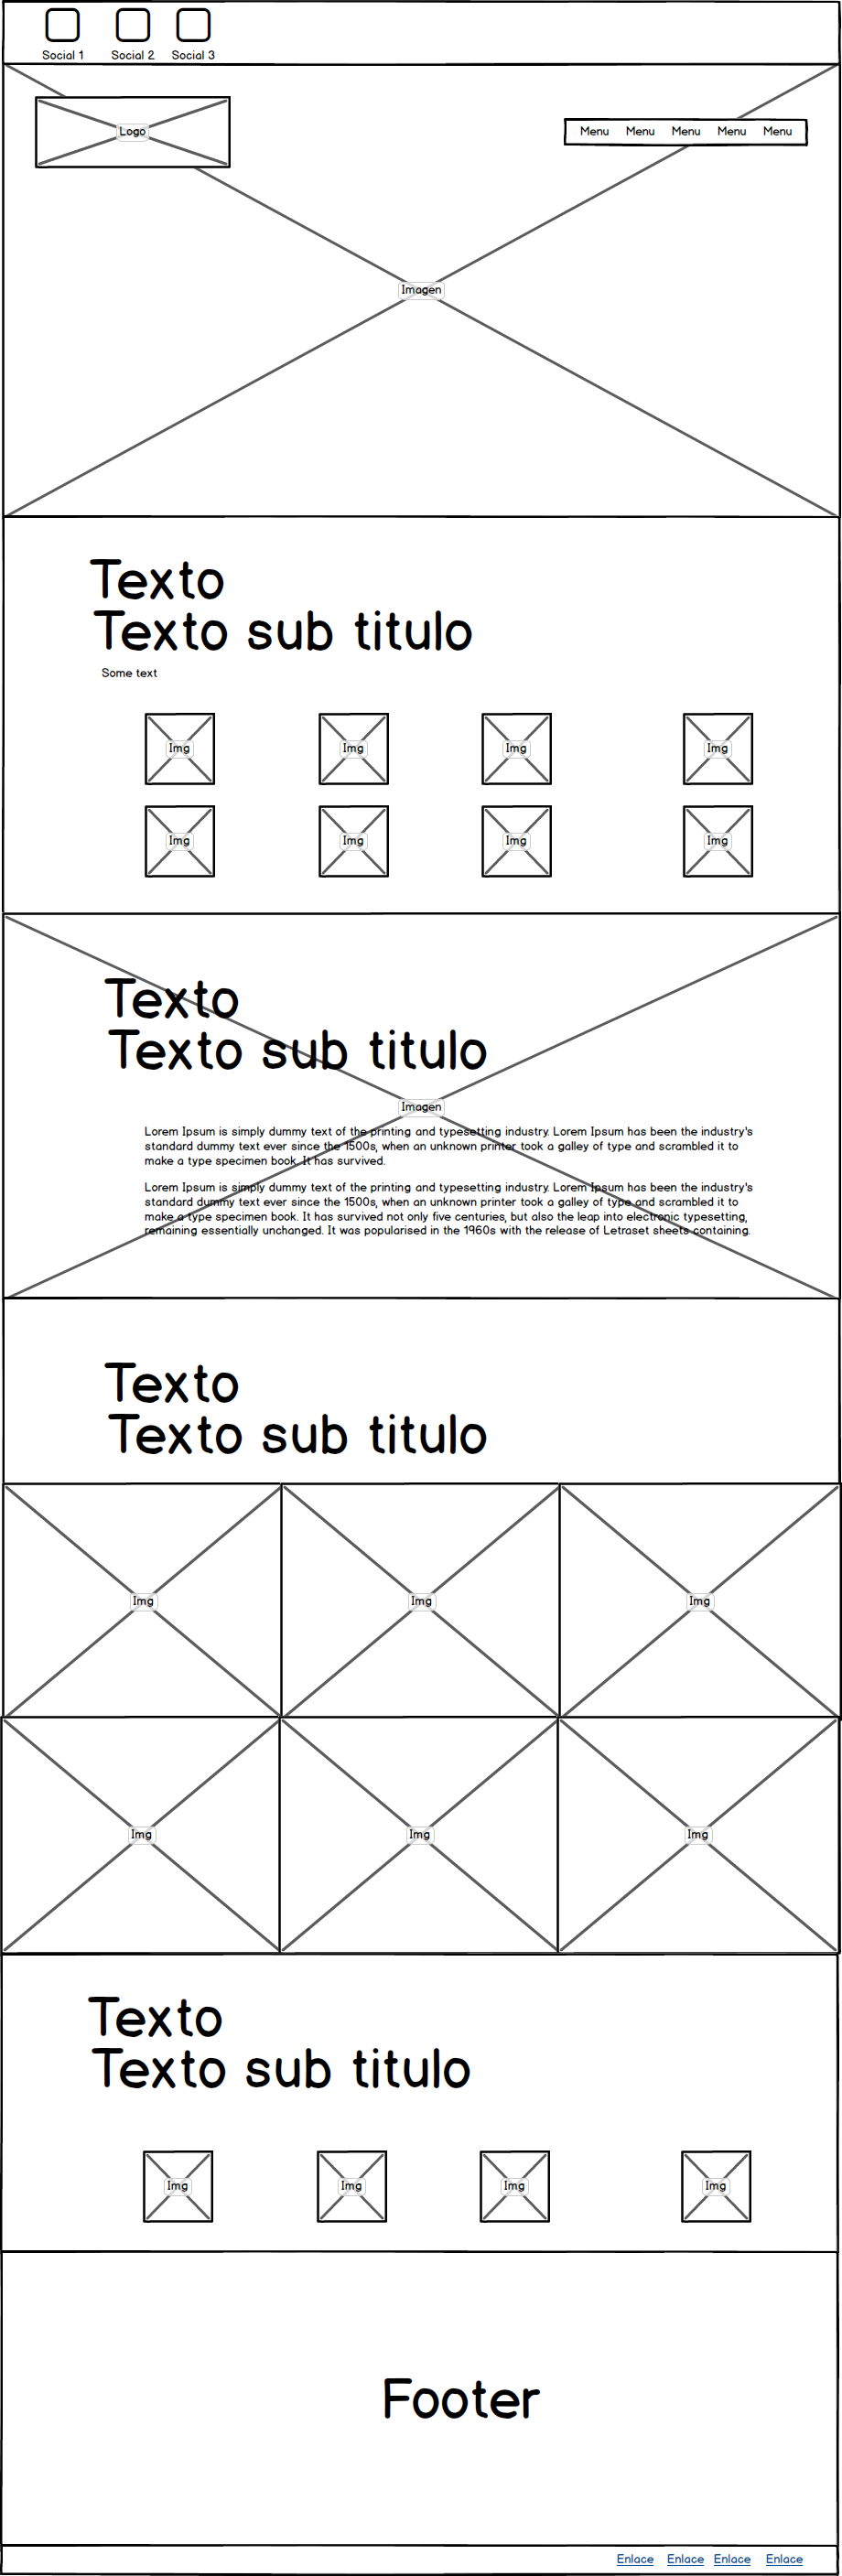 Social 1 Social 2 Social 3
Logo
Menu Menu Menu Menu Menu
Imagen
Texto
Texto sub titulo
Some text
Img Img Img Img
Img Img Img Img
Texto
Texto sub titulo
Imagen
Lorem Ipsum is simply dummy text of the printing and typesetting industry. Lorem Ipsum has been the industry's
standard dummy text ever since the 1500s, when an unknown printer took a galley of type and scrambled it to
make a type specimen book. It has survived.
Lorem Ipsum is simply dummy text of the printing and typesetting industry. Lorem Ipsum has been the industry's
standard dummy text ever since the 1500s, when an unknown printer took a galley of type and scrambled it to
make a type specimen book. It has survived not only five centuries, but also the leap into electronic typesetting,
remaining essentially unchanged. It was popularised in the 1960s with the release of Letraset sheets containing.
Texto
Texto sub titulo
Img Img Img
Img Img Img
Texto
Texto sub titulo
Img Img Img Img
Footer
Enlace Enlace Enlace Enlace